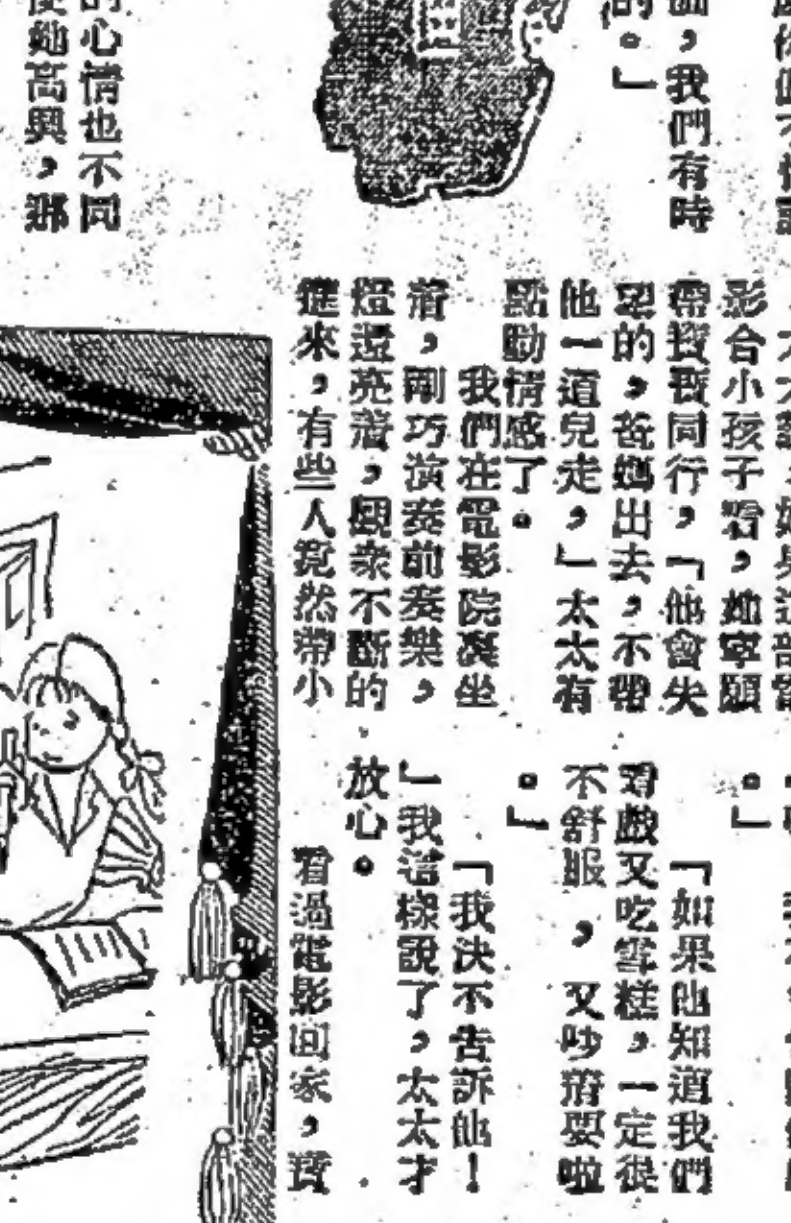 面，我們有時
的。」
的心情也不同
使她高興，那
影合小孩子看，她寧願
帶寶寶同行，「他會失
望的，爸媽出去，不帶
他一道兒走，」太太有
點動情感了。
我們在電影院裏坐
着，剛巧演奏前奏樂，
燈還亮着，觀衆不斷的
進來，有些人竟然帶小
。」
「如果他知道我們
看戲又吃雪糕，一定很
不舒服，又吵着要啦
。」
「我決不告訴他！
」我這樣說了，太太才
放心。
看過電影回家，寶